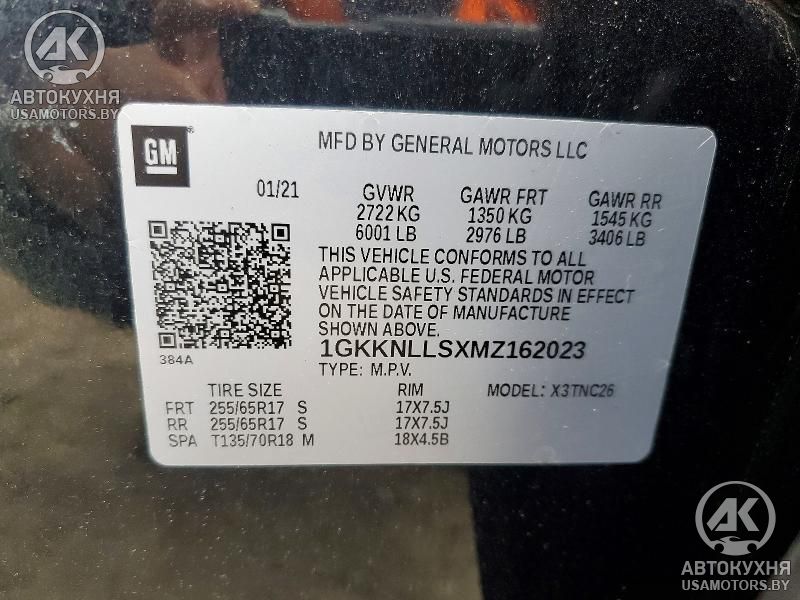 АК
АВТОКУХНЯ
USAMOTORS.BY
GM®
MFD BY GENERAL MOTORS LLC
01/21 GVWR GAWR FRT GAWR RR
2722 KG 1350 KG 1545 KG
6001 LB 2976 LB 3406 LB
THIS VEHICLE CONFORMS TO ALL
APPLICABLE U.S. FEDERAL MOTOR
VEHICLE SAFETY STANDARDS IN EFFECT
ON THE DATE OF MANUFACTURE
SHOWN ABOVE.
384A
1GKKNLLSXMZ162023
TYPE: M.P.V.
TIRE SIZE RIM MODEL: X3TNC26
FRT 255/65R17 S 17X7.5J
RR 255/65R17 S 17X7.5J
SPA T135/70R18 M 18X4.5B
АК
АВТОКУХНЯ
USAMOTORS.BY